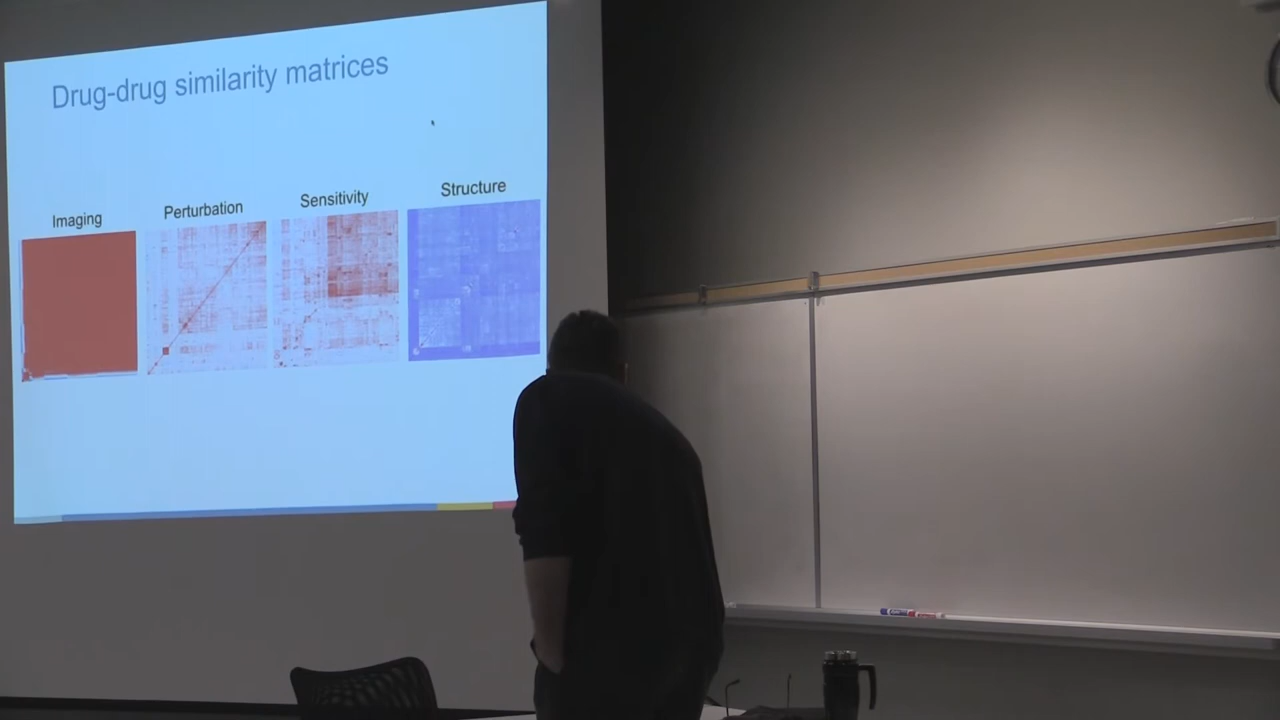 Drug-drug similarity matrices
Imaging
Perturbation
Sensitivity
Structure